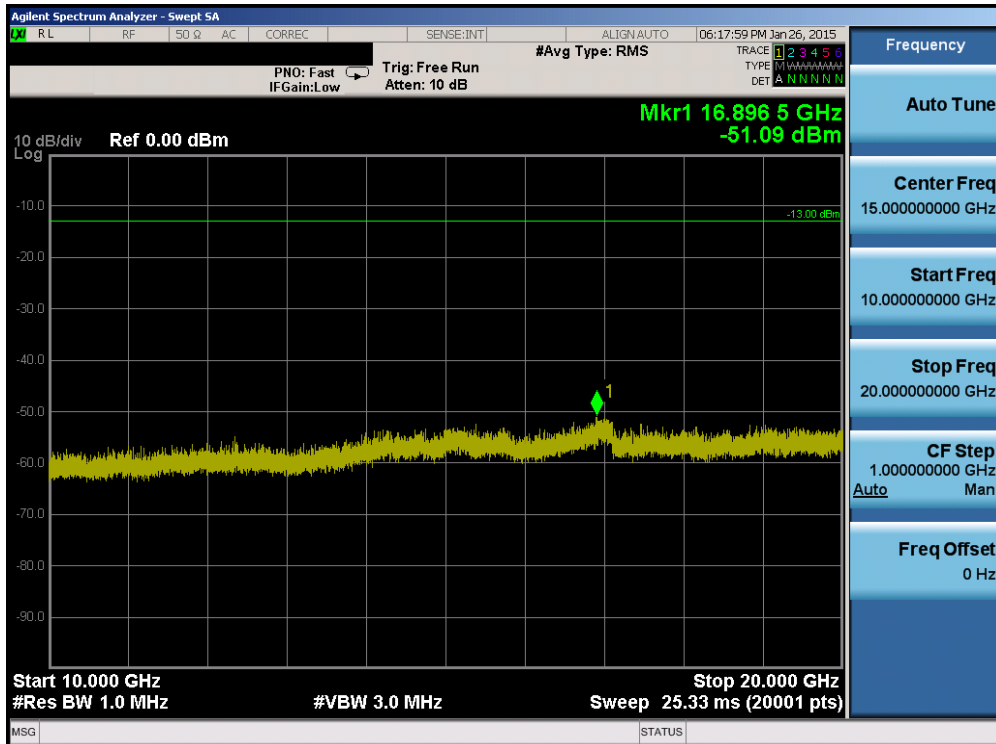 Agilent Spectrum Analyzer - Swept SA
LXI RL RF 50 Ω AC CORREC SENSE:INT ALIGN AUTO 06:17:59 PM Jan 26, 2015
#Avg Type: RMS
TRACE 1 2 3 4 5 6
TYPE M W W W W W
DET A N N N N N
PNO: Fast Trig: Free Run
IFGain:Low Atten: 10 dB
Mkr1 16.896 5 GHz
-51.09 dBm
10 dB/div Ref 0.00 dBm
Log
-10.0
-13.00 dBm
-20.0
-30.0
-40.0
1
-50.0
-60.0
-70.0
-80.0
-90.0
Start 10.000 GHz Stop 20.000 GHz
#Res BW 1.0 MHz #VBW 3.0 MHz Sweep 25.33 ms (20001 pts)
MSG STATUS
Frequency
Auto Tune
Center Freq
15.000000000 GHz
Start Freq
10.000000000 GHz
Stop Freq
20.000000000 GHz
CF Step
1.000000000 GHz
Auto Man
Freq Offset
0 Hz